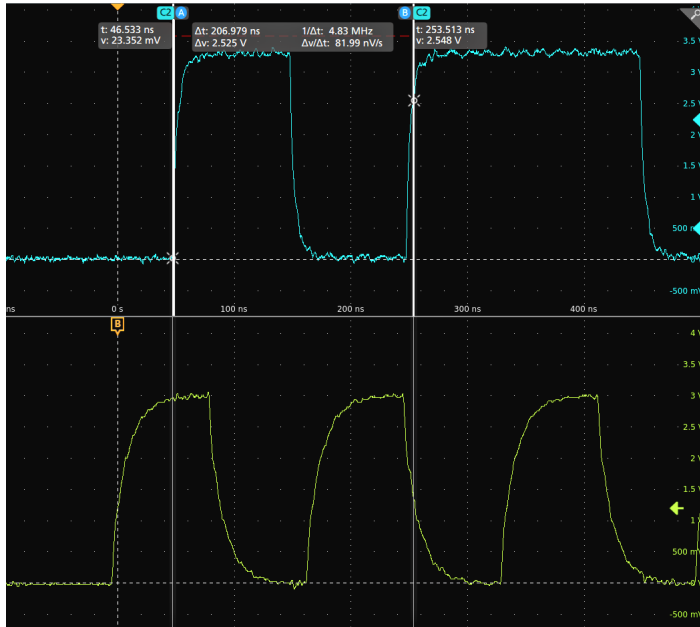 C2 A B C2
t: 46.533 ns
v: 23.352 mV
Δt: 206.979 ns 1/Δt: 4.83 MHz
Δv: 2.525 V Δv/Δt: 81.99 nV/s
t: 253.513 ns
v: 2.548 V
3.5 V
3 V
2.5 V
2 V
1.5 V
1 V
500 mV
-500 mV
ns 0 s 100 ns 200 ns 300 ns 400 ns
B
4 V
3.5 V
3 V
2.5 V
2 V
1.5 V
1 V
500 mV
-500 mV